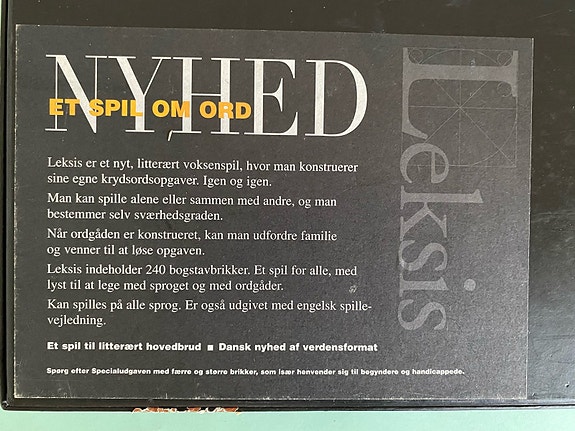 NYHED
ET SPIL OM ORD
Leksis er et nyt, litterært voksenspil, hvor man konstruerer
sine egne krydsordsopgaver. Igen og igen.
Man kan spille alene eller sammen med andre, og man
bestemmer selv sværhedsgraden.
Når ordgåden er konstrueret, kan man udfordre familie
og venner til at løse opgaven.
Leksis indeholder 240 bogstavbrikker. Et spil for alle, med
lyst til at lege med sproget og med ordgåder.
Kan spilles på alle sprog. Er også udgivet med engelsk spille-
vejledning.
Et spil til litterært hovedbrud ■ Dansk nyhed af verdensformat
Spørg efter Specialudgaven med færre og større brikker, som især henvender sig til begyndere og handicappede.
Leksis